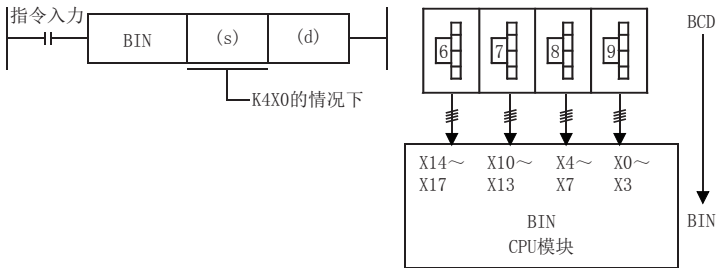 指令入力
BIN (s) (d)
K4X0的情况下
6 7 8 9
BCD
X14～ X10～ X4～ X0～
X17 X13 X7 X3
BIN
CPU模块
BIN